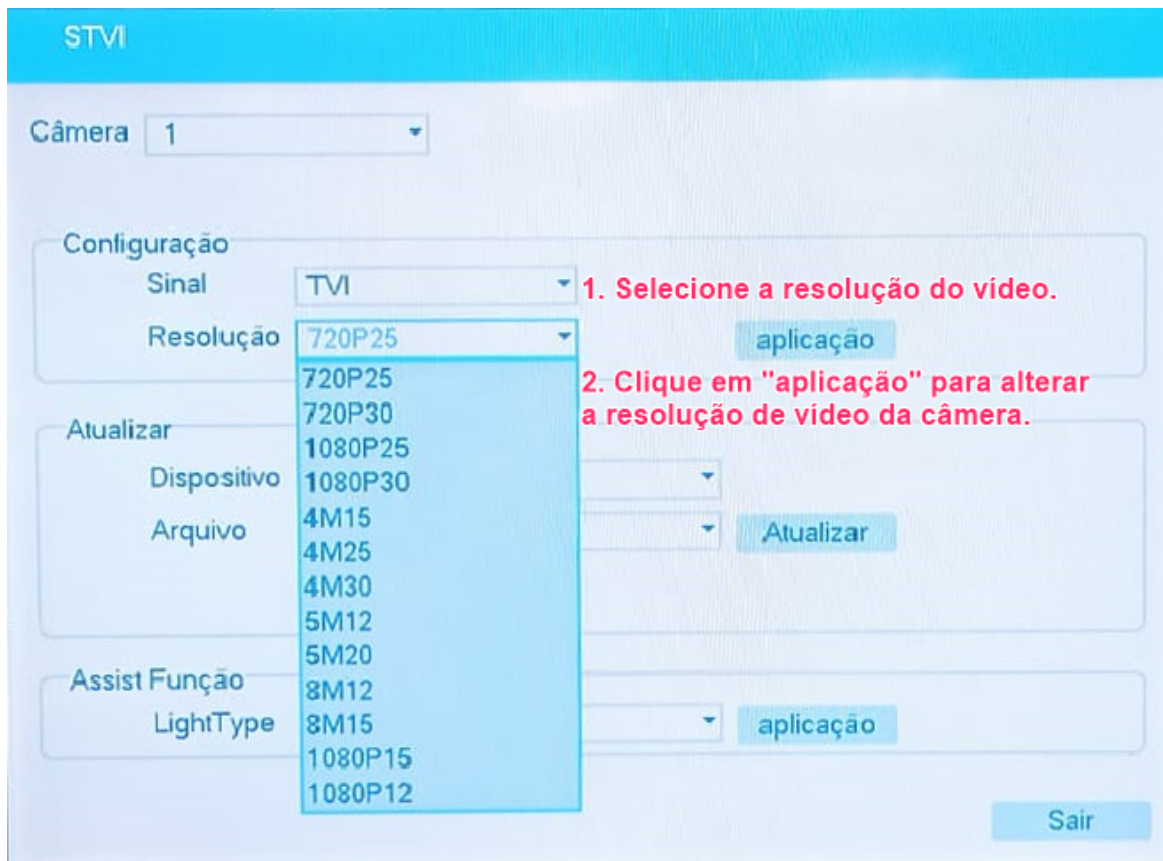 STVI
Câmera 1
Configuração
Sinal TVI
1. Selecione a resolução do vídeo.
Resolução 720P25 aplicação
720P25
2. Clique em "aplicação" para alterar
720P30
a resolução de vídeo da câmera.
Atualizar
1080P25
Dispositivo 1080P30
4M15
Arquivo Atualizar
4M25
4M30
5M12
5M20
Assist Função
8M12
LightType 8M15 aplicação
1080P15
1080P12
Sair